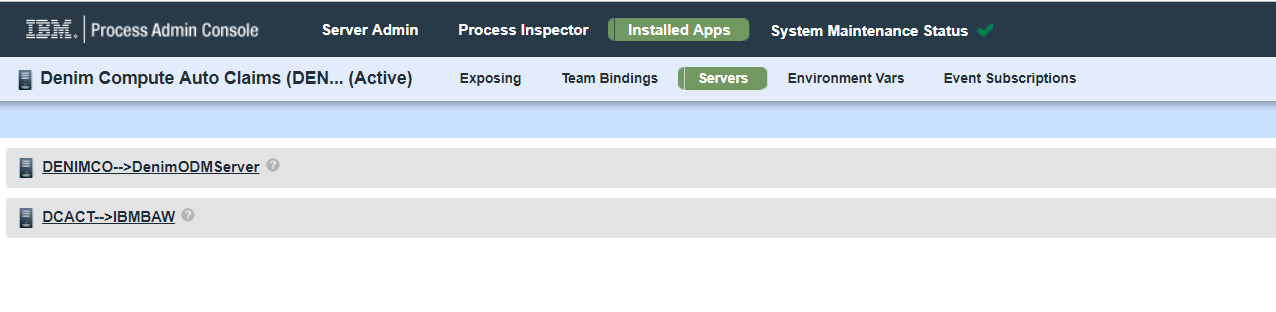 IBM. Process Admin Console Server Admin Process Inspector Installed Apps System Maintenance Status
Denim Compute Auto Claims (DEN... (Active) Exposing Team Bindings Servers Environment Vars Event Subscriptions
DENIMCO-->DenimODMServer ?
DCACT-->IBMBAW ?